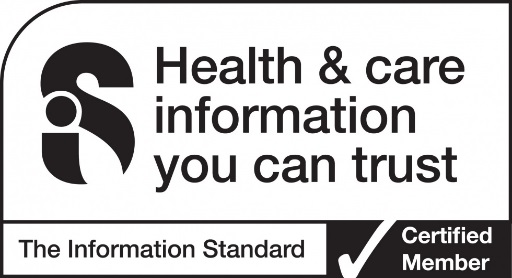 Health & care
information
you can trust
The Information Standard
Certified
Member